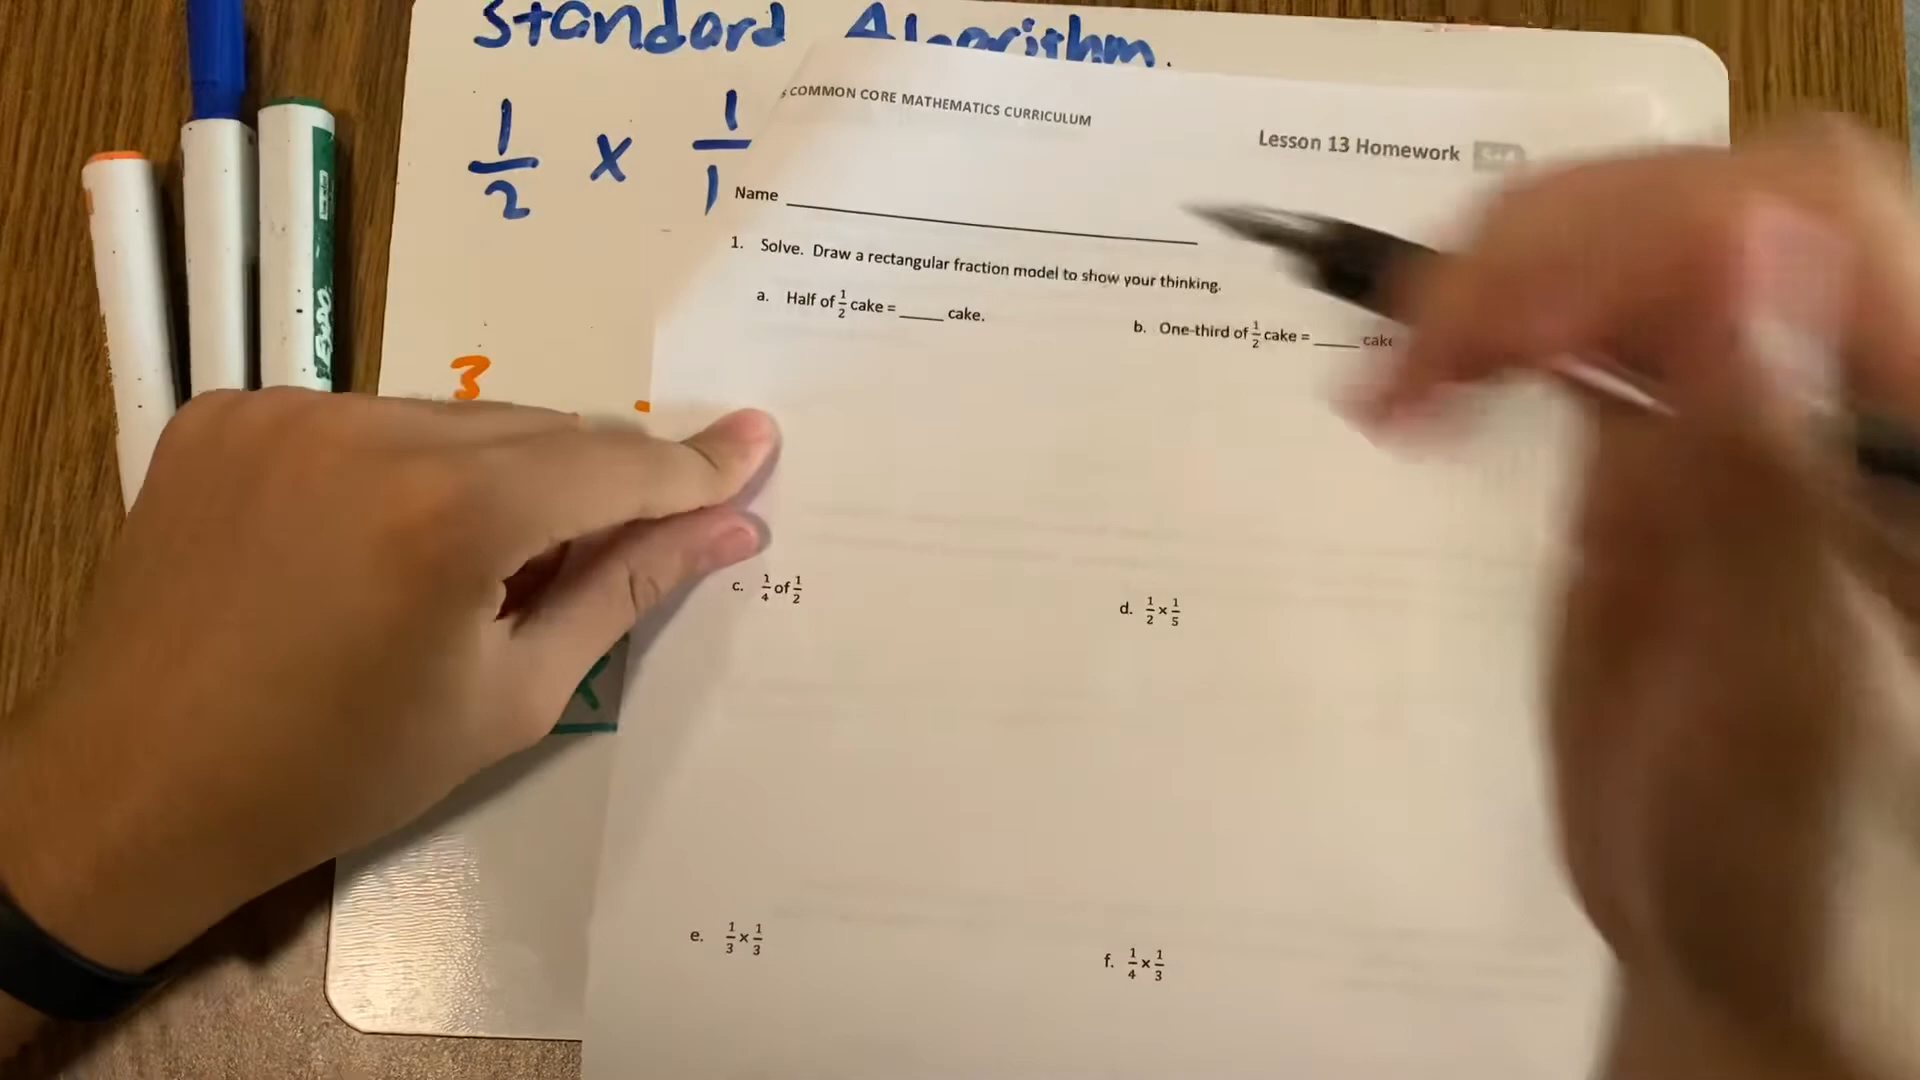 Standard Algorithm.
1/2 x 1/1
COMMON CORE MATHEMATICS CURRICULUM
Lesson 13 Homework
Name
1. Solve. Draw a rectangular fraction model to show your thinking.
a. Half of 1/2 cake = _____ cake.
b. One-third of 1/2 cake = _____ cake
3
c. 1/4 of 1/2
d. 1/2 × 1/5
e. 1/3 × 1/3
f. 1/4 × 1/3
EXPO